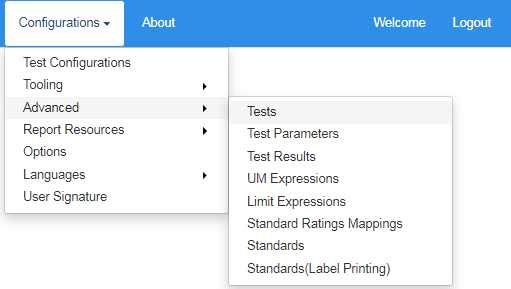 Configurations About Welcome Logout
Test Configurations
Tooling
Advanced
Report Resources
Options
Languages
User Signature
Tests
Test Parameters
Test Results
UM Expressions
Limit Expressions
Standard Ratings Mappings
Standards
Standards(Label Printing)